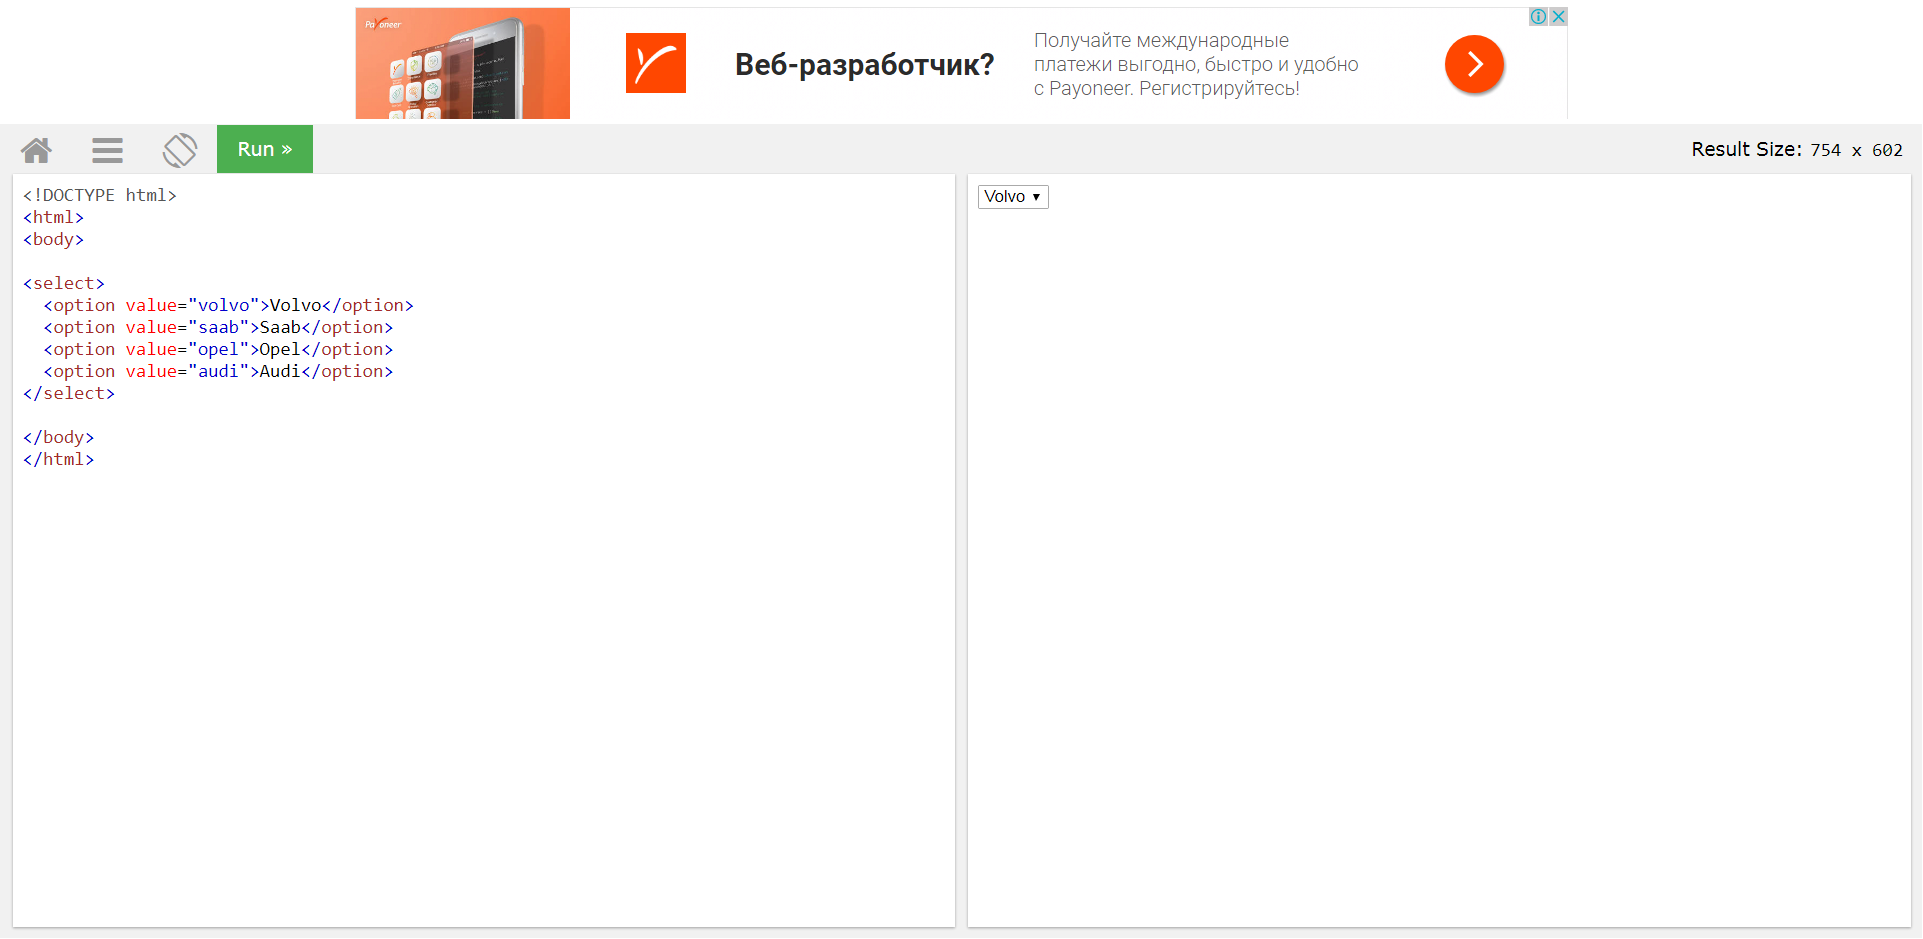 Payoneer
Веб-разработчик?
Получайте международные
платежи выгодно, быстро и удобно
с Payoneer. Регистрируйтесь!
Run »
Result Size: 754 x 602
<!DOCTYPE html>
<html>
<body>
<select>
  <option value="volvo">Volvo</option>
  <option value="saab">Saab</option>
  <option value="opel">Opel</option>
  <option value="audi">Audi</option>
</select>
</body>
</html>
Volvo